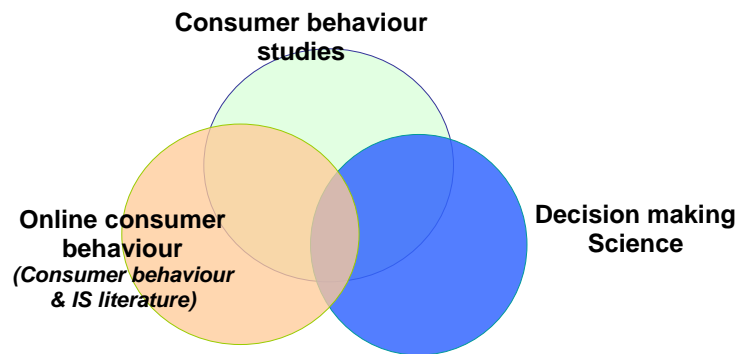 Consumer behaviour
studies
Online consumer
behaviour
(Consumer behaviour
& IS literature)
Decision making
Science